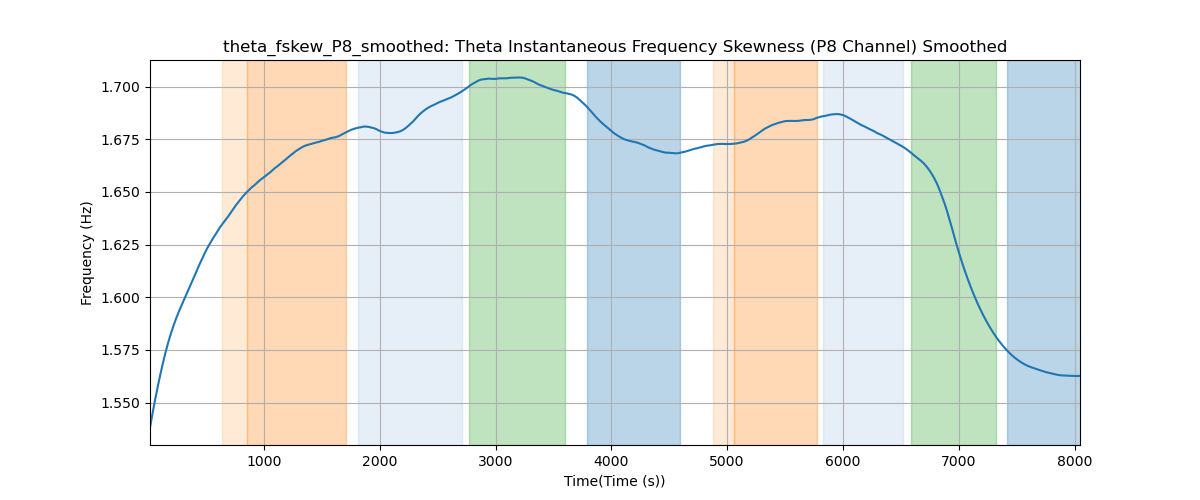 theta_fskew_P8_smoothed: Theta Instantaneous Frequency Skewness (P8 Channel) Smoothed
Frequency (Hz)
1.700
1.675
1.650
1.625
1.600
1.575
1.550
1000 2000 3000 4000 5000 6000 7000 8000
Time(Time (s))